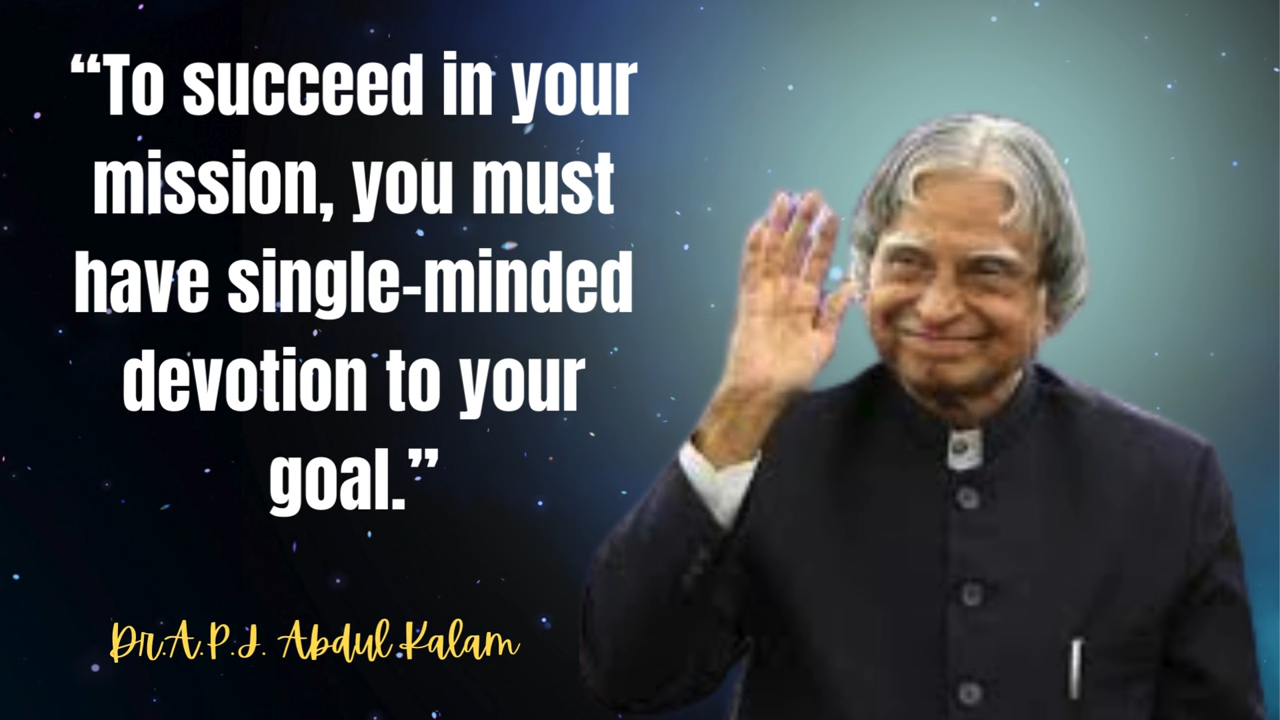 “To succeed in your
mission, you must
have single-minded
devotion to your
goal.”
Dr.A.P.J. Abdul Kalam